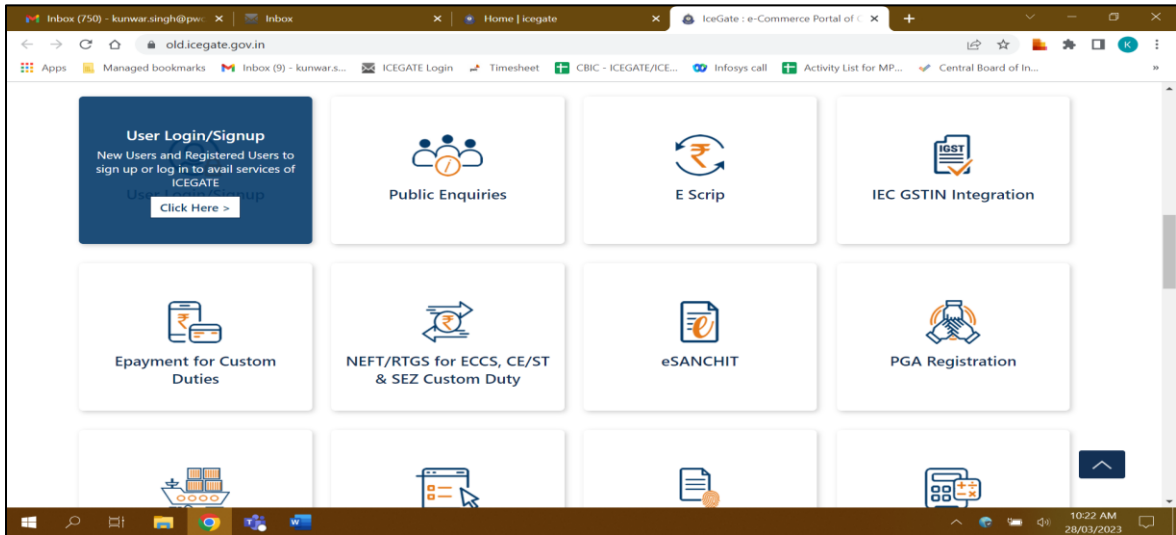 Inbox (750) - kunwar.singh@pwc
Inbox
Home | icegate
IceGate : e-Commerce Portal of C
old.icegate.gov.in
K
Apps
Managed bookmarks
Inbox (9) - kunwar.s...
ICEGATE Login
Timesheet
CBIC - ICEGATE/ICE...
Infosys call
Activity List for MP...
Central Board of In...
»
User Login/Signup
New Users and Registered Users to
sign up or log in to avail services of
ICEGATE
User Login/Signup
Click Here >
Public Enquiries
₹
E Scrip
IGST
IEC GSTIN Integration
₹
Epayment for Custom
Duties
₹
NEFT/RTGS for ECCS, CE/ST
& SEZ Custom Duty
e
eSANCHIT
PGA Registration
10:22 AM
28/03/2023